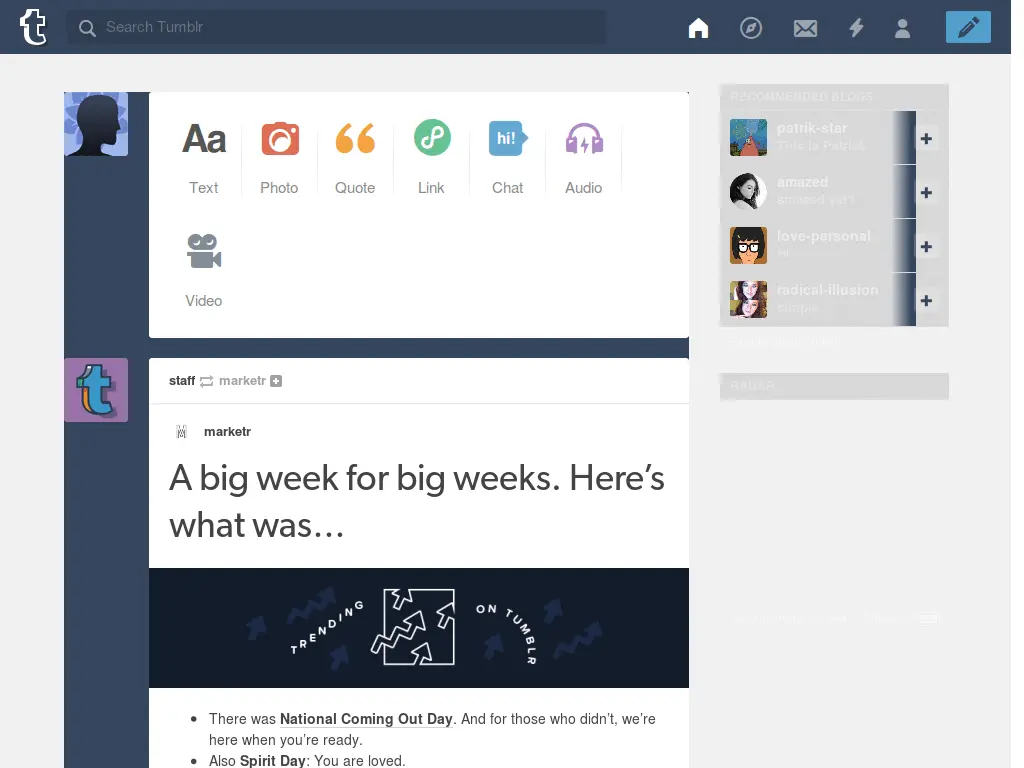 Search Tumblr
Aa
hi!
Text
Photo
Quote
Link
Chat
Audio
Video
RECOMMENDED BLOGS
patrik-star
This is Patrick
amazed
amazed yet?
love-personal
Hi
radical-illusion
simple
RADAR
staff marketr
marketr
A big week for big weeks. Here’s
what was…
TRENDING ON TUMBLR
There was National Coming Out Day. And for those who didn’t, we’re
here when you’re ready.
Also Spirit Day: You are loved.